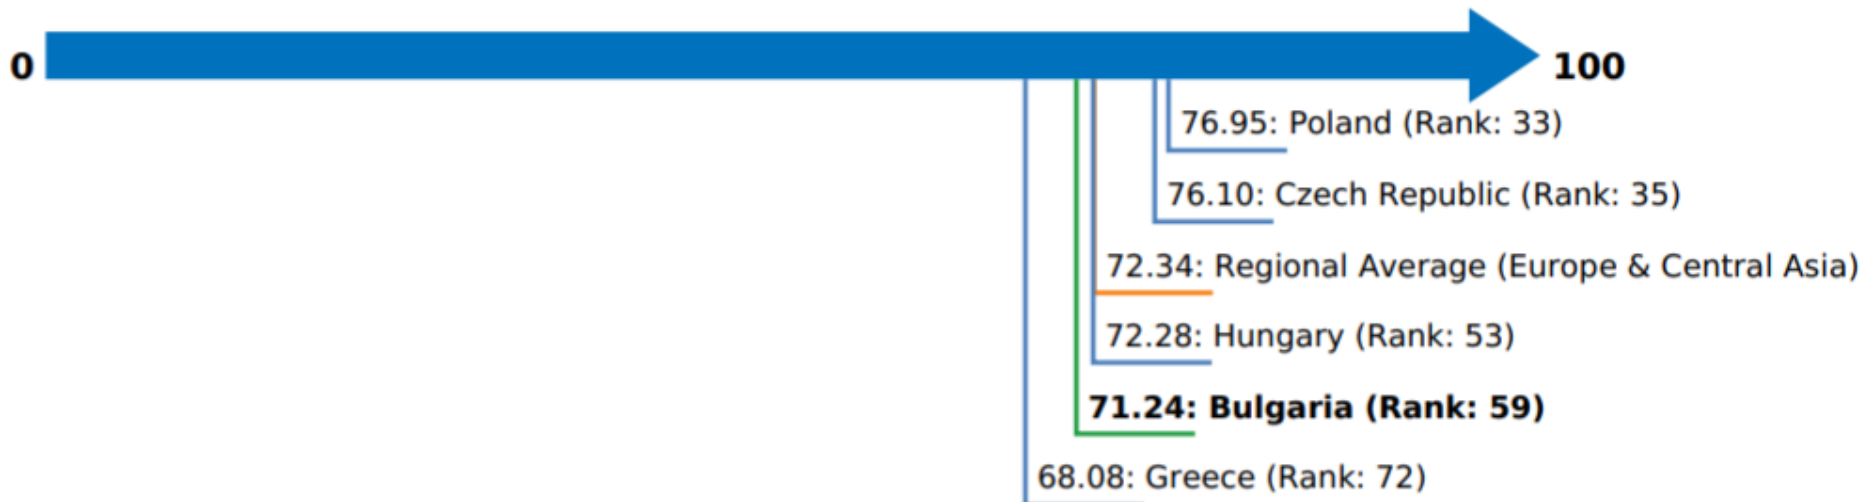 0
100
76.95: Poland (Rank: 33)
76.10: Czech Republic (Rank: 35)
72.34: Regional Average (Europe & Central Asia)
72.28: Hungary (Rank: 53)
71.24: Bulgaria (Rank: 59)
68.08: Greece (Rank: 72)